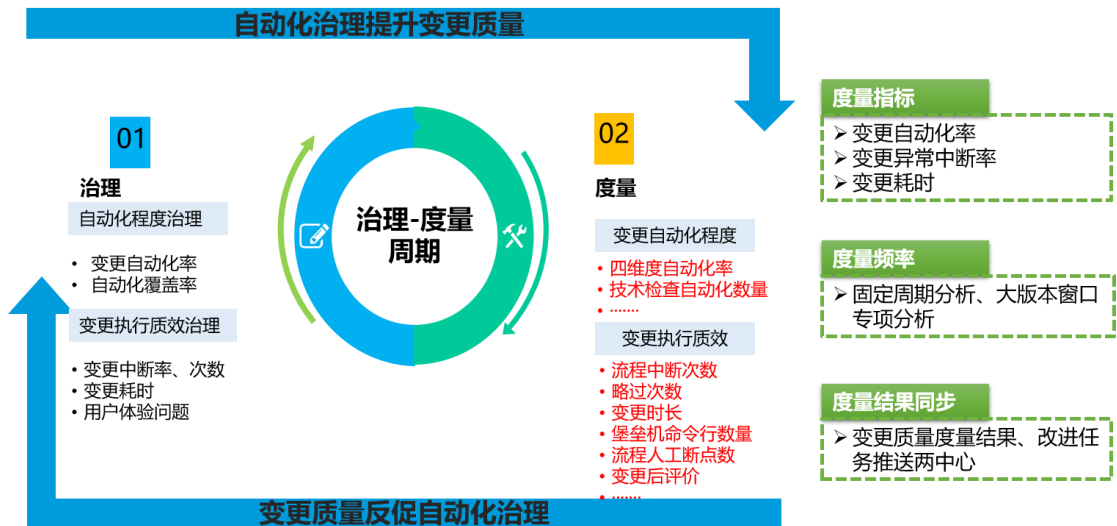 自动化治理提升变更质量
01
治理
自动化程度治理
• 变更自动化率
• 自动化覆盖率
变更执行质效治理
• 变更中断率、次数
• 变更耗时
• 用户体验问题
治理-度量
周期
02
度量
变更自动化程度
• 四维度自动化率
• 技术检查自动化数量
• .......
变更执行质效
• 流程中断次数
• 略过次数
• 变更时长
• 堡垒机命令行数量
• 流程人工断点数
• 变更后评价
• .......
变更质量反促自动化治理
度量指标
➢ 变更自动化率
➢ 变更异常中断率
➢ 变更耗时
度量频率
➢ 固定周期分析、大版本窗口
专项分析
度量结果同步
➢ 变更质量度量结果、改进任
务推送两中心